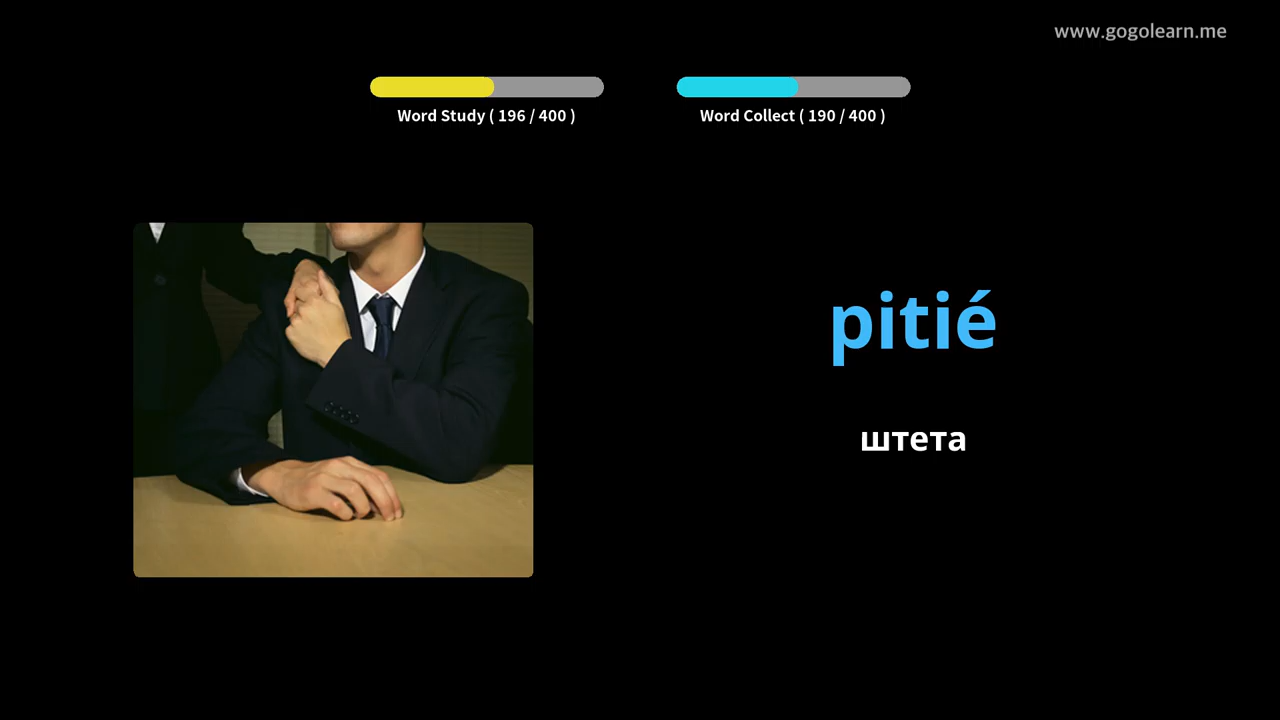 www.gogolearn.me
Word Study ( 196 / 400 )
Word Collect ( 190 / 400 )
pitié
штета